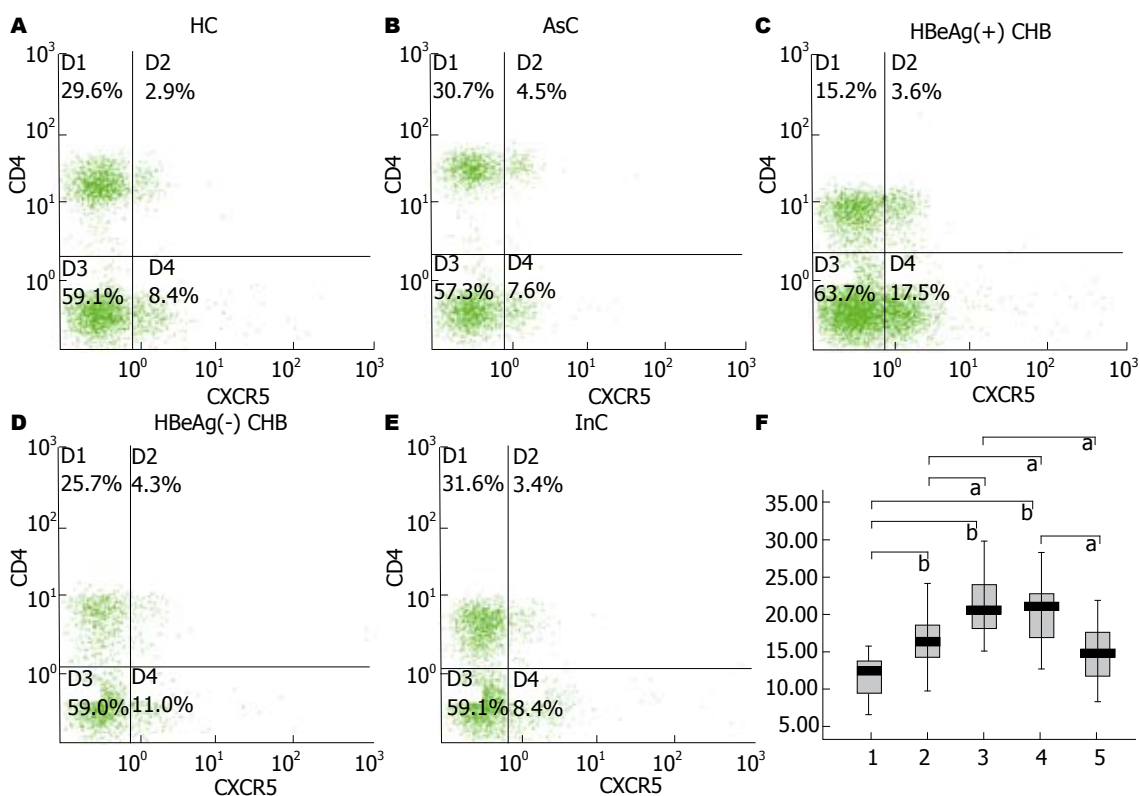 A
HC
10³
D1
D2
29.6%
2.9%
10²
CD4
10¹
D3
D4
10⁰
59.1%
8.4%
10⁰
10¹
10²
10³
CXCR5
B
AsC
10³
D1
D2
30.7%
4.5%
10²
CD4
10¹
D3
D4
10⁰
57.3%
7.6%
10⁰
10¹
10²
10³
CXCR5
C
HBeAg(+) CHB
10³
D1
D2
15.2%
3.6%
10²
CD4
10¹
D3
D4
10⁰
63.7%
17.5%
10⁰
10¹
10²
10³
CXCR5
D
HBeAg(-) CHB
10³
D1
D2
25.7%
4.3%
10²
CD4
10¹
D3
D4
10⁰
59.0%
11.0%
10⁰
10¹
10²
10³
CXCR5
E
InC
10³
D1
D2
31.6%
3.4%
10²
CD4
10¹
D3
D4
10⁰
59.1%
8.4%
10⁰
10¹
10²
10³
CXCR5
F
a
a
a
b
b
a
b
35.00
30.00
25.00
20.00
15.00
10.00
5.00
1
2
3
4
5